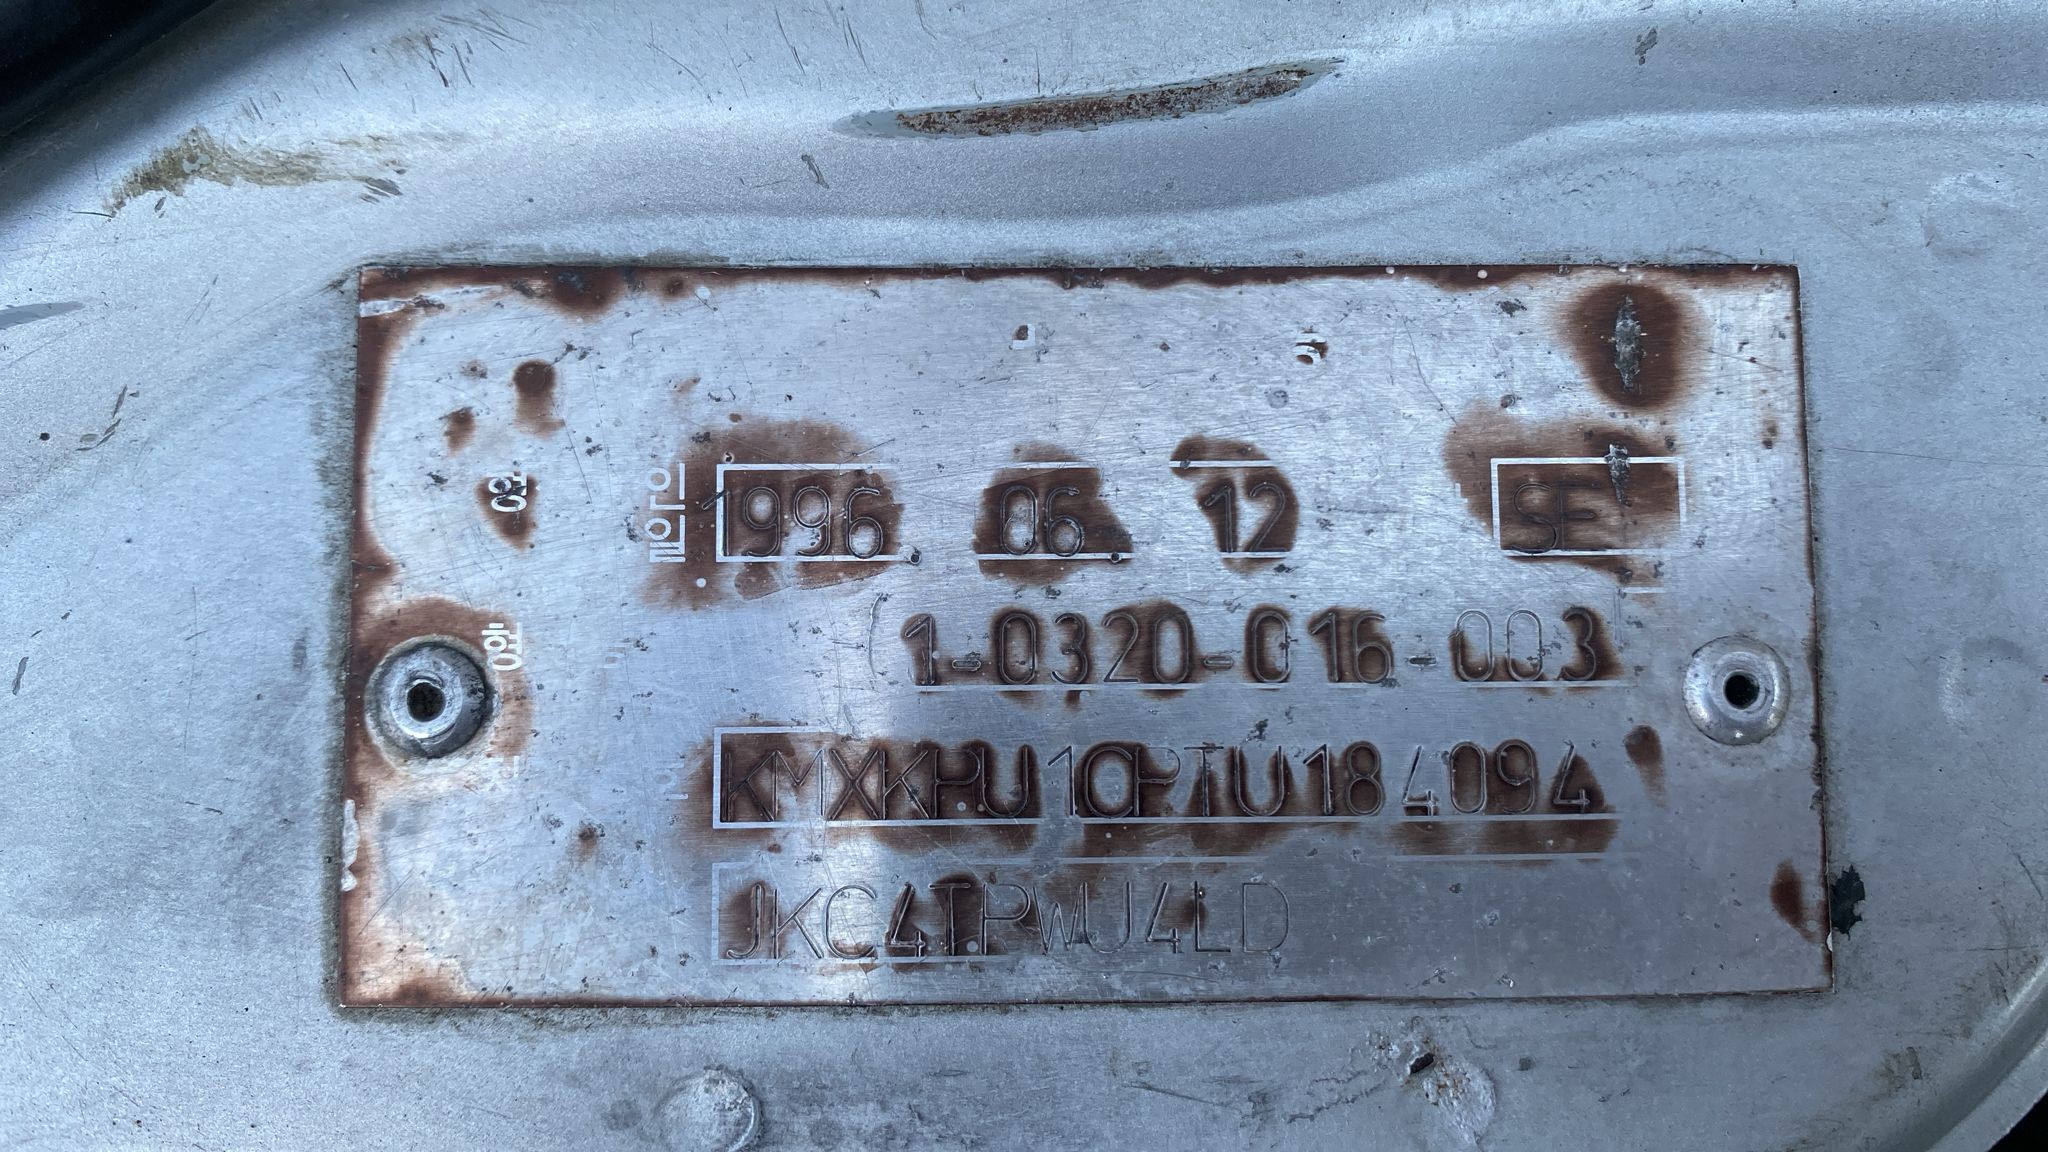 1996 06 12 SE
1-0320-016-003
KMXKPU1CPTU184094
JKC4TPWU4LD